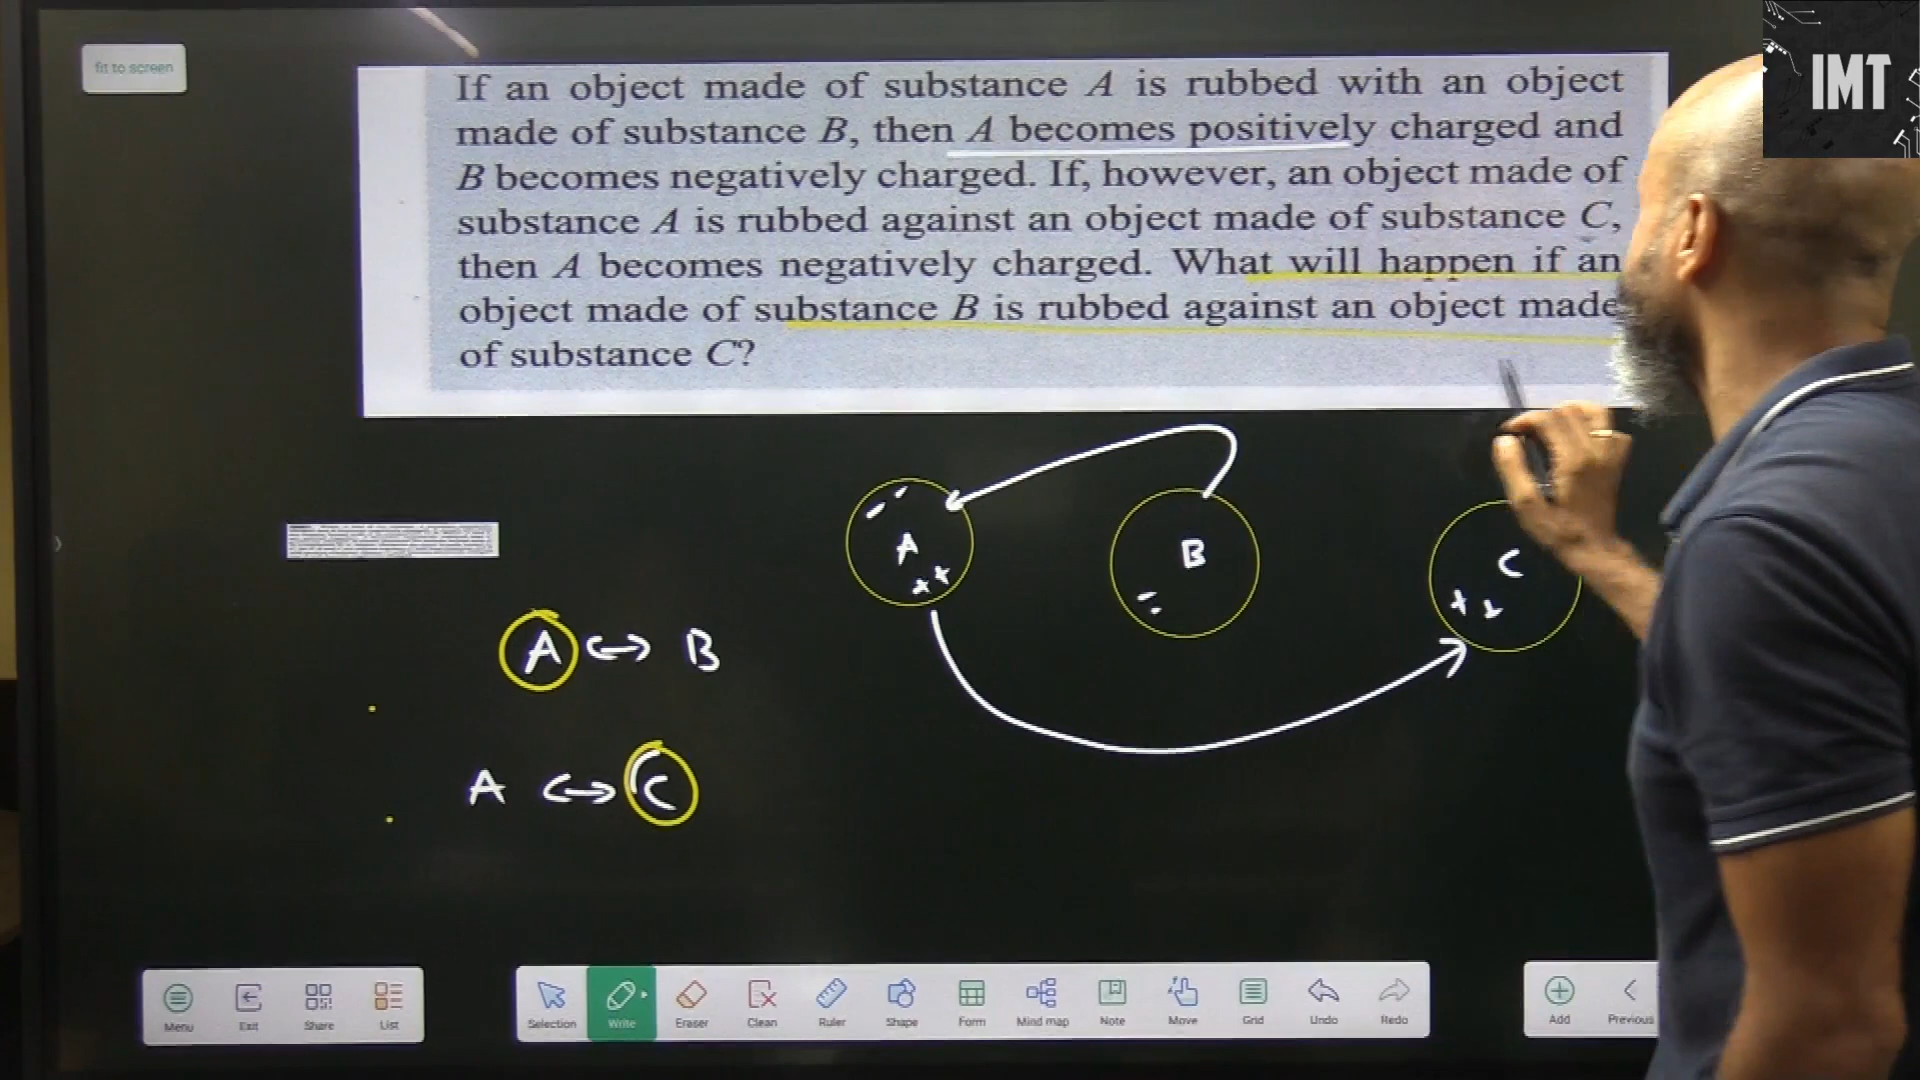 fit to screen
IMT
If an object made of substance A is rubbed with an object
made of substance B, then A becomes positively charged and
B becomes negatively charged. If, however, an object made of
substance A is rubbed against an object made of substance C,
then A becomes negatively charged. What will happen if an
object made of substance B is rubbed against an object made
of substance C?
- -
A
+ +
B
- -
C
+ +
A ↔ B
A ↔ C
Menu Exit Share List
Selection Write Eraser Clean Ruler Shape Form Mind map Note Move Grid Undo Redo
Add Previous